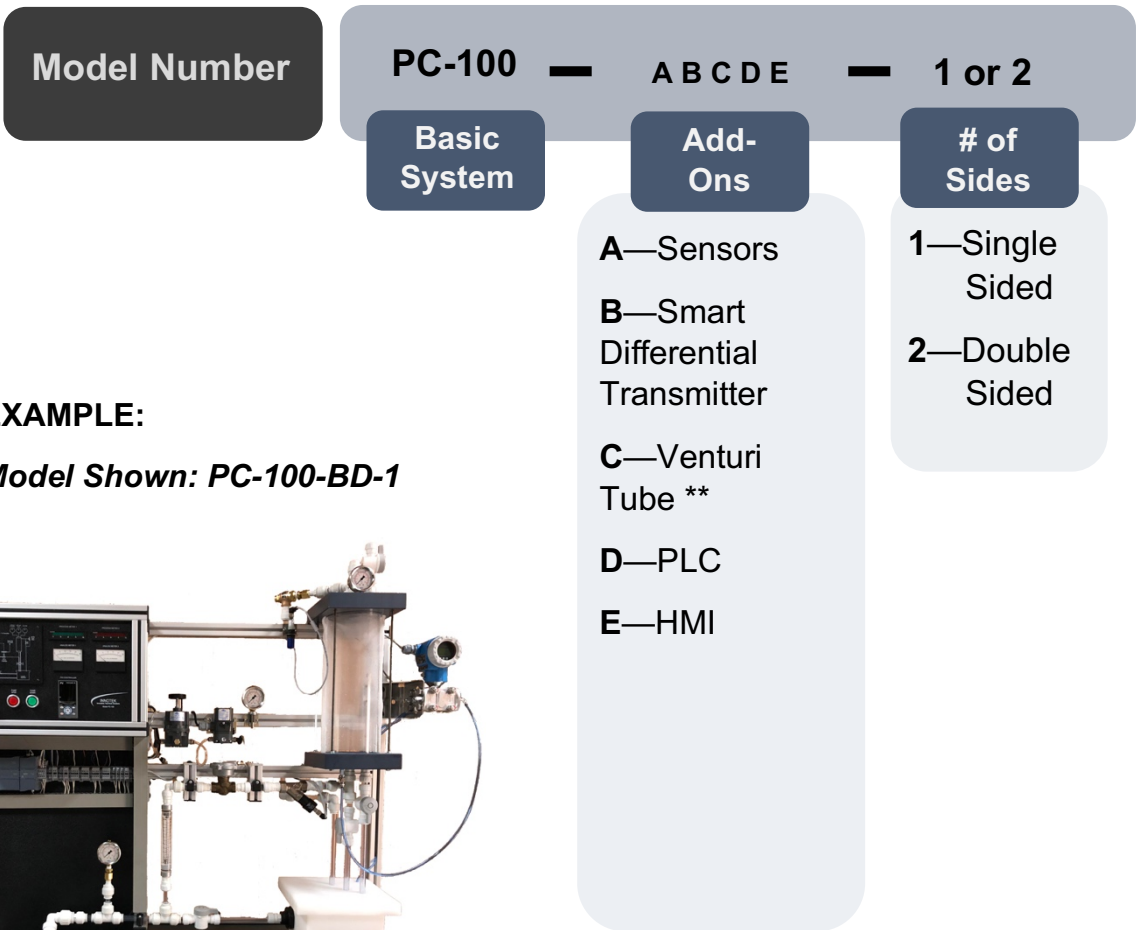 Model Number
PC-100 — A B C D E — 1 or 2
Basic
System
Add-
Ons
# of
Sides
A—Sensors
B—Smart
Differential
Transmitter
C—Venturi
Tube **
D—PLC
E—HMI
1—Single
Sided
2—Double
Sided
EXAMPLE:
Model Shown: PC-100-BD-1